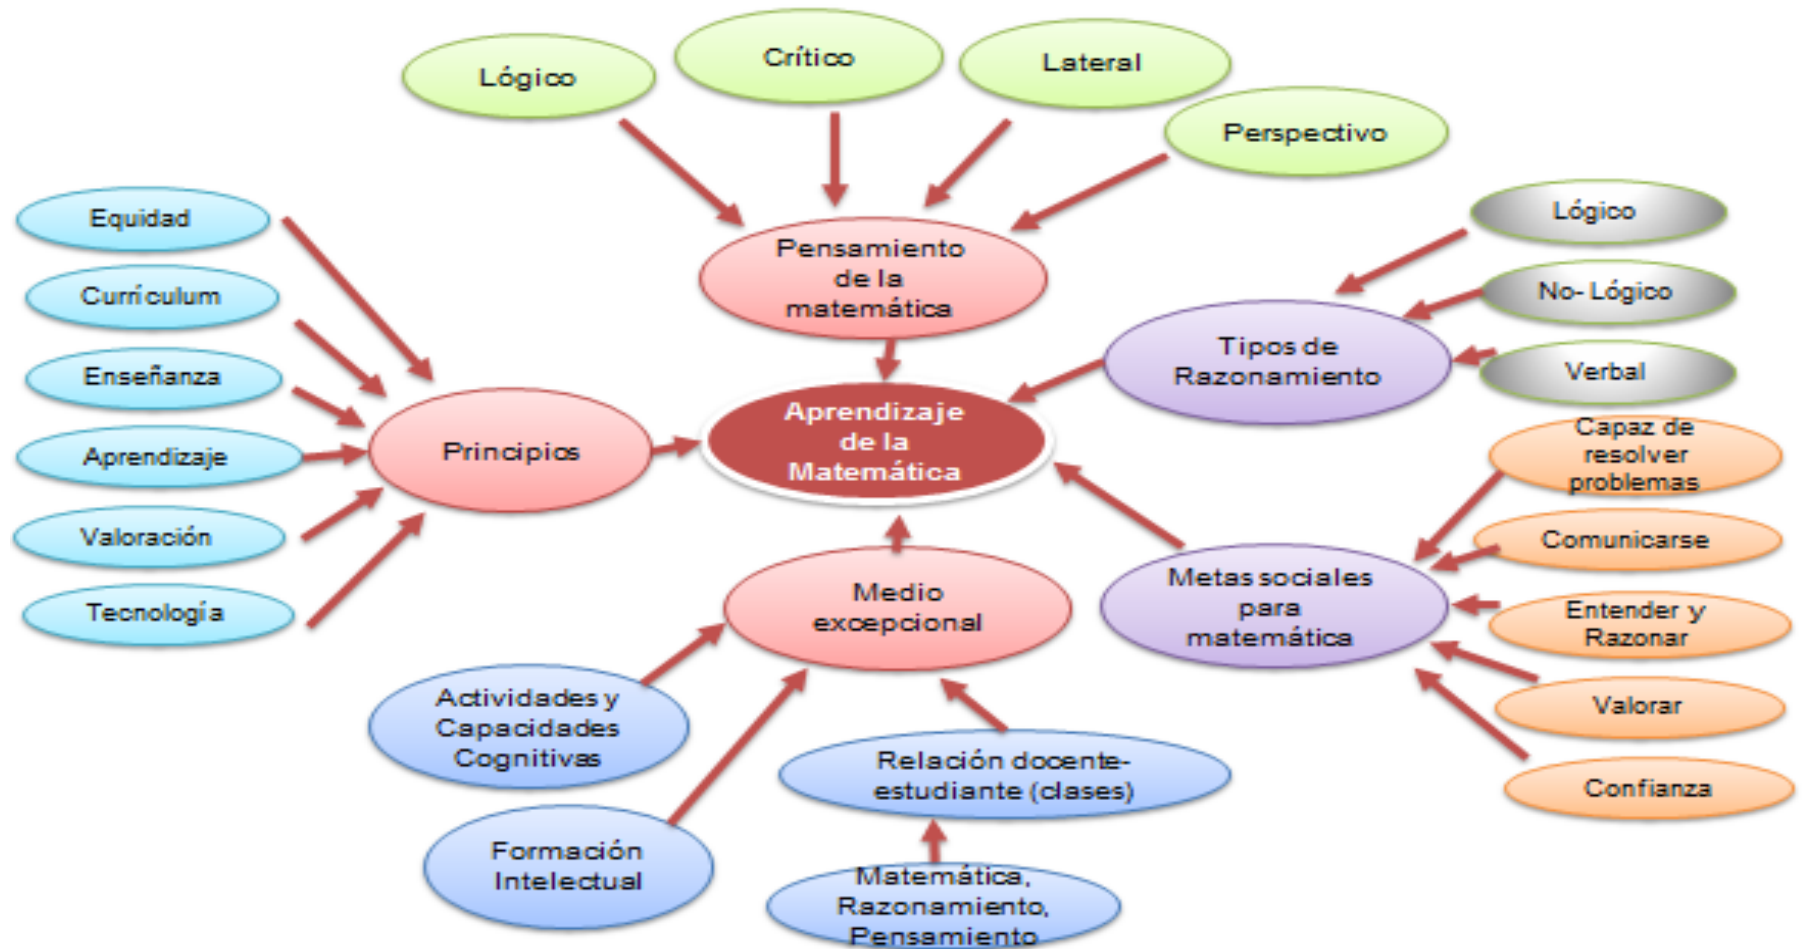 Lógico
Crítico
Lateral
Perspectivo
Equidad
Currículum
Enseñanza
Aprendizaje
Valoración
Tecnología
Principios
Pensamiento
de la
matemática
Aprendizaje
de la
Matemática
Tipos de
Razonamiento
Lógico
No- Lógico
Verbal
Metas sociales
para
matemática
Capaz de
resolver
problemas
Comunicarse
Entender y
Razonar
Valorar
Confianza
Medio
excepcional
Actividades y
Capacidades
Cognitivas
Formación
Intelectual
Relación docente-
estudiante (clases)
Matemática,
Razonamiento,
Pensamiento